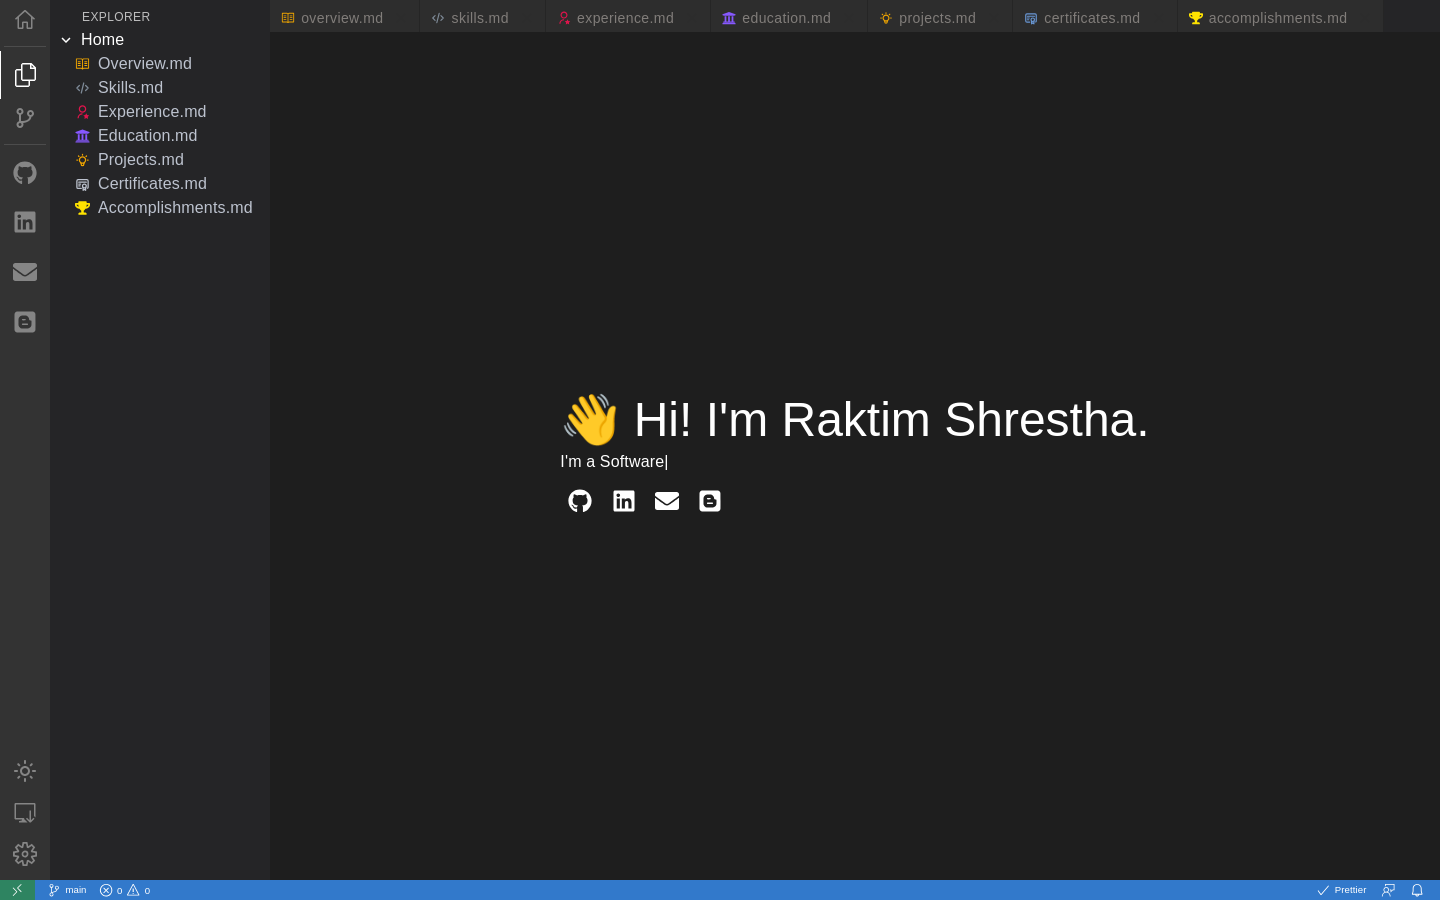 EXPLORER
Home
Overview.md
Skills.md
Experience.md
Education.md
Projects.md
Certificates.md
Accomplishments.md
overview.md
skills.md
experience.md
education.md
projects.md
certificates.md
accomplishments.md
👋 Hi! I'm Raktim Shrestha.
I'm a Software|
main
0
0
Prettier